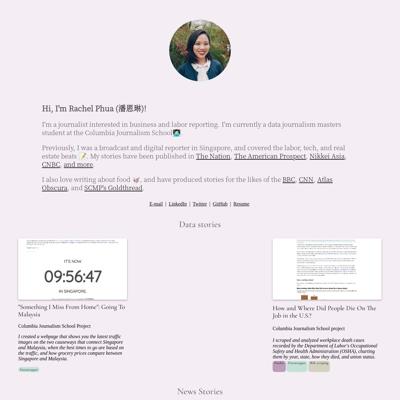 Hi, I'm Rachel Phua (潘恩琳)!
I'm a journalist interested in business and labor reporting. I'm currently a data journalism masters
student at the Columbia Journalism School
Previously, I was a broadcast and digital reporter in Singapore, and covered the labor, tech, and real
estate beats. My stories have been published in The Nation, The American Prospect, Nikkei Asia,
CNBC, and more.
I also love writing about food, and have produced stories for the likes of the BBC, CNN, Atlas
Obscura, and SCMP's Goldthread.
E-mail | LinkedIn | Twitter | GitHub | Resume
Data stories
IT'S NOW
09:56:47
IN SINGAPORE.
"Something I Miss From Home": Going To
Malaysia
Columbia Journalism School Project
I created a webpage that shows you the latest traffic
images on the two causeways that connect Singapore
and Malaysia, when the best times to go are based on
the traffic, and how grocery prices compare between
Singapore and Malaysia.
How and Where Did People Die On The
Job in the U.S.?
Columbia Journalism School project
I scraped and analyzed workplace death cases
recorded by the Department of Labor's Occupational
Safety and Health Administration (OSHA), charting
them by year, state, how they died, and union status.
News Stories